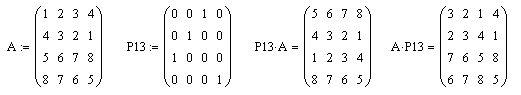 A := ( 1 2 3 4
4 3 2 1
5 6 7 8
8 7 6 5 )
P13 := ( 0 0 1 0
0 1 0 0
1 0 0 0
0 0 0 1 )
P13·A = ( 5 6 7 8
4 3 2 1
1 2 3 4
8 7 6 5 )
A·P13 = ( 3 2 1 4
2 3 4 1
7 6 5 8
6 7 8 5 )